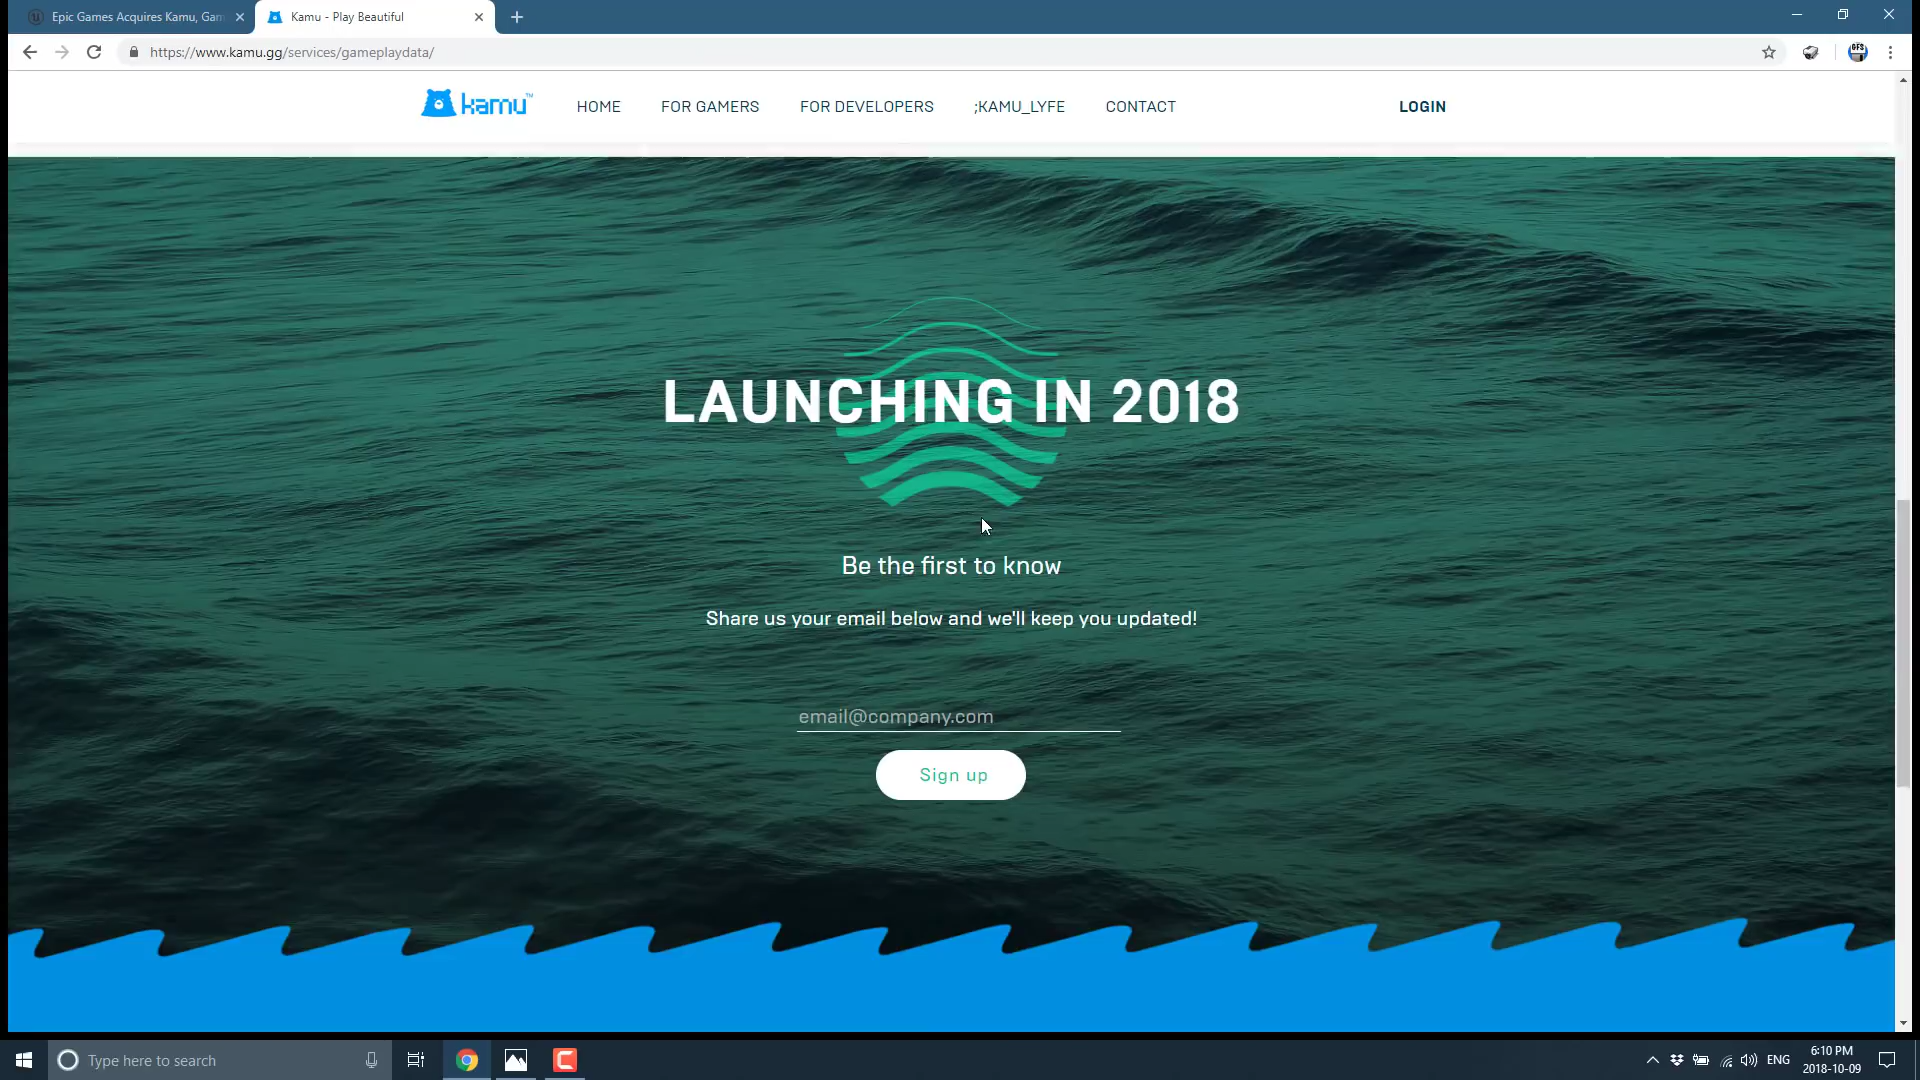 Epic Games Acquires Kamu, Gam
Kamu - Play Beautiful
https://www.kamu.gg/services/gameplaydata/
GFS
kamu™
HOME
FOR GAMERS
FOR DEVELOPERS
;KAMU_LYFE
CONTACT
LOGIN
LAUNCHING IN 2018
Be the first to know
Share us your email below and we'll keep you updated!
email@company.com
Sign up
Type here to search
ENG
6:10 PM
2018-10-09